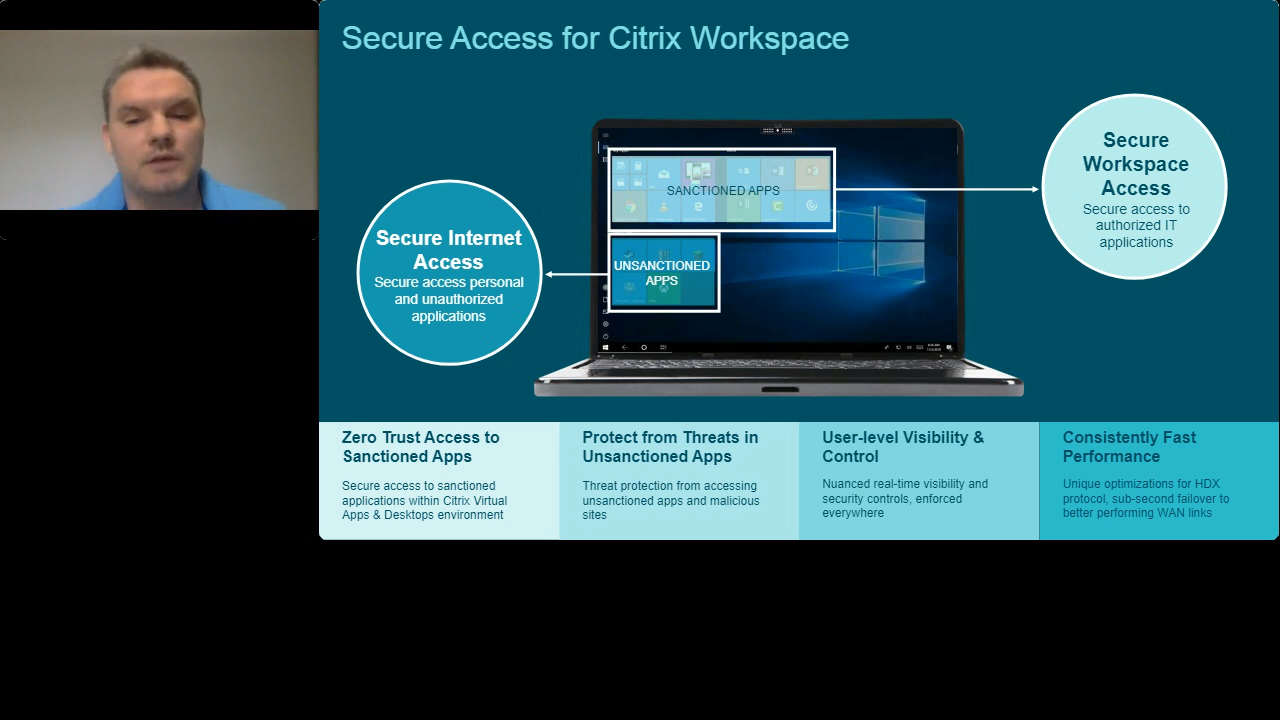 Secure Access for Citrix Workspace
Secure
Workspace
Access
Secure access to
authorized IT
applications
SANCTIONED APPS
Secure Internet
Access
Secure access personal
and unauthorized
applications
UNSANCTIONED
APPS
Zero Trust Access to
Sanctioned Apps
Secure access to sanctioned
applications within Citrix Virtual
Apps & Desktops environment
Protect from Threats in
Unsanctioned Apps
Threat protection from accessing
unsanctioned apps and malicious
sites
User-level Visibility &
Control
Nuanced real-time visibility and
security controls, enforced
everywhere
Consistently Fast
Performance
Unique optimizations for HDX
protocol, sub-second failover to
better performing WAN links